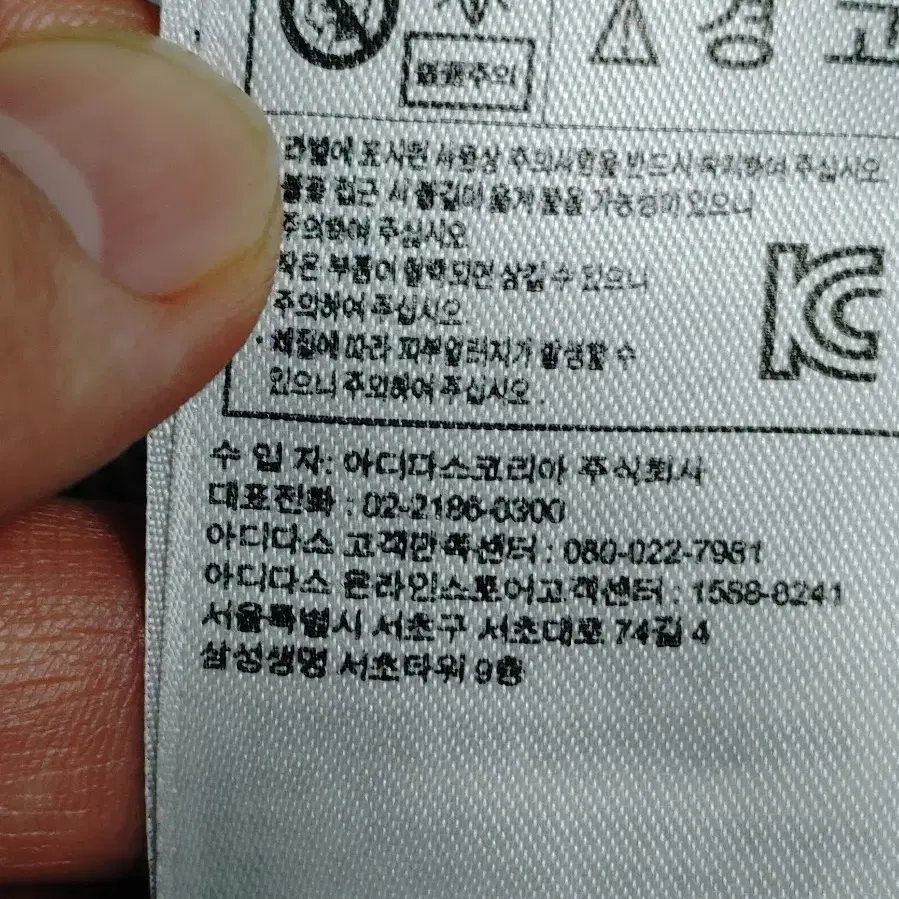 경고
열관주의
라벨에 표시된 사용상 주의사항을 반드시 숙지하여 주십시오
불꽃 접근 시 불길이 옮겨 붙을 가능성이 있으니
주의하여 주십시오
작은 부품이 탈락되면 삼킬 수 있으니
주의하여 주십시오.
· 체질에 따라 피부알러지가 발생할 수
있으니 주의하여 주십시오.
KC
수 입 자: 아디다스코리아 주식회사
대표전화 : 02-2186-0300
아디다스 고객만족센터 : 080-022-7981
아디다스 온라인스토어고객센터 : 1588-8241
서울특별시 서초구 서초대로 74길 4
삼성생명 서초타워 9층